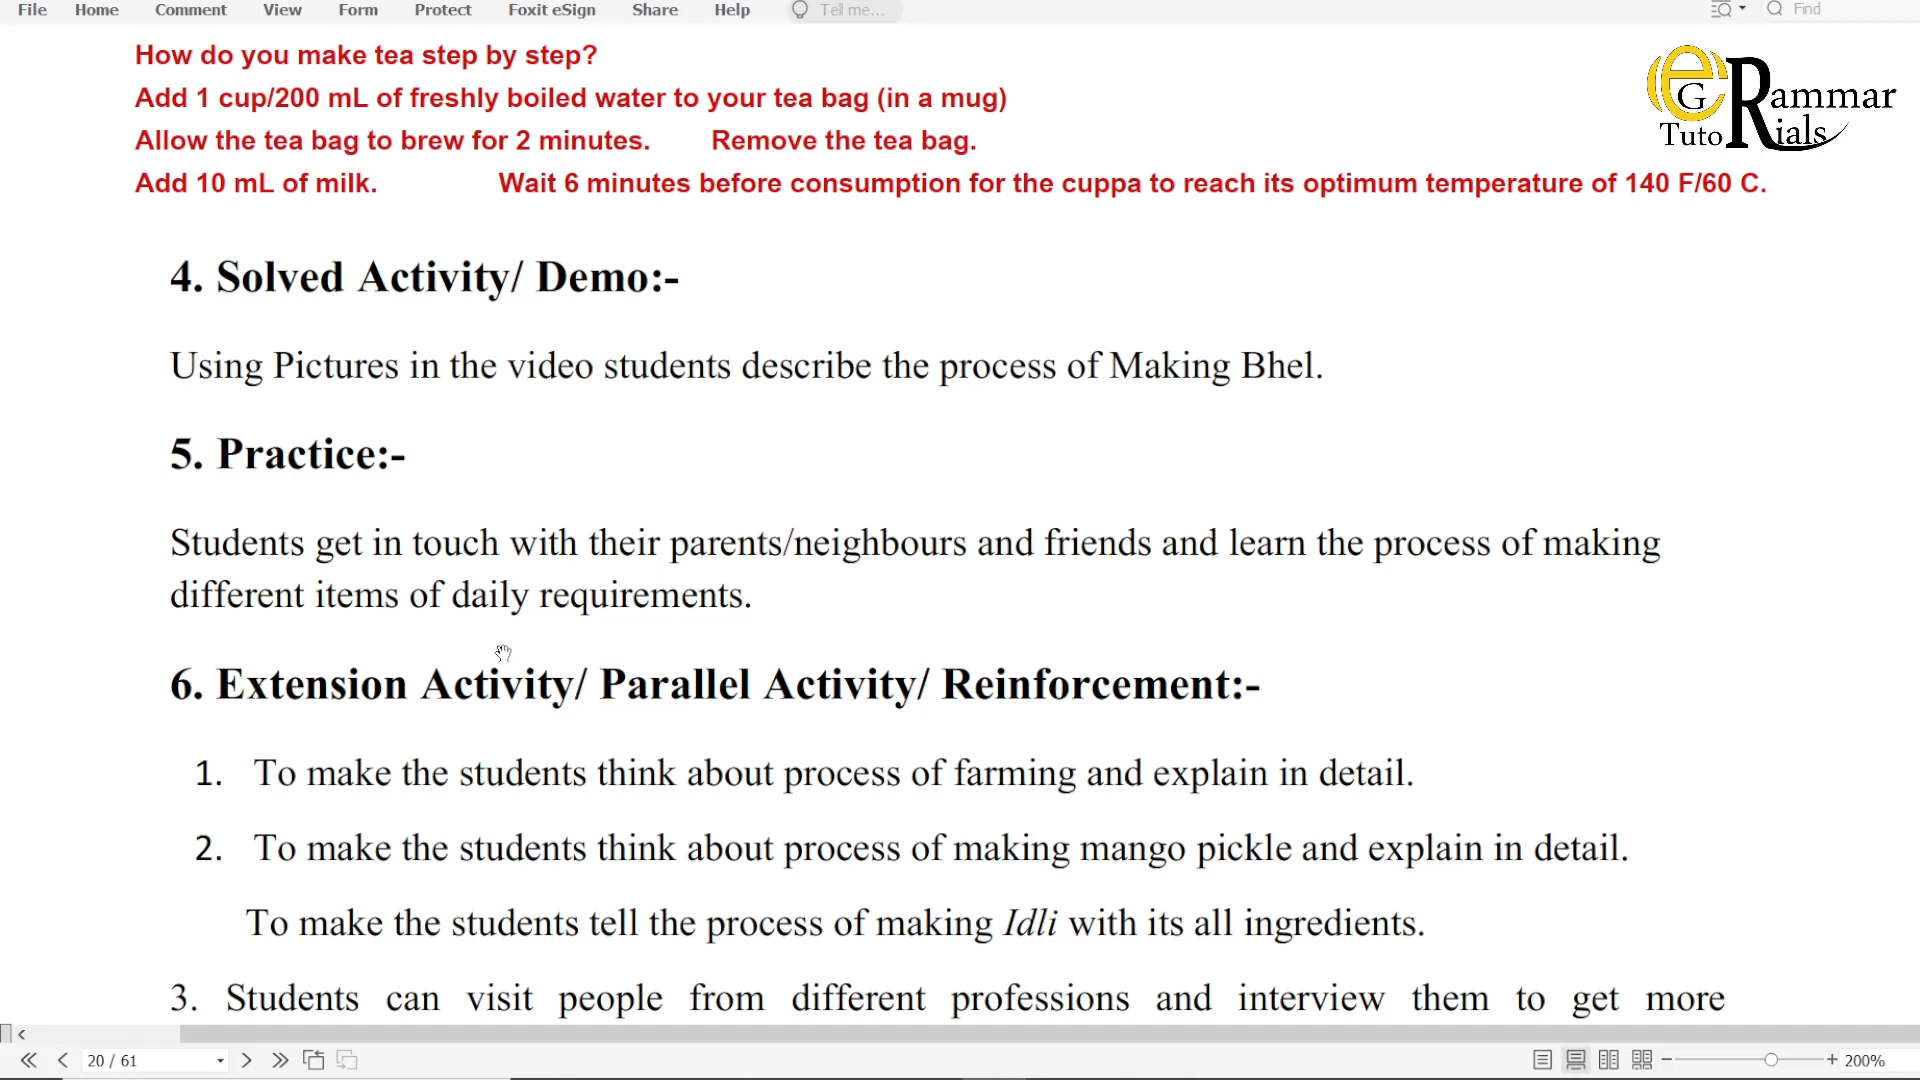 File Home Comment View Form Protect Foxit eSign Share Help Tell me... Find
How do you make tea step by step?
Add 1 cup/200 mL of freshly boiled water to your tea bag (in a mug)
Allow the tea bag to brew for 2 minutes. Remove the tea bag.
Add 10 mL of milk. Wait 6 minutes before consumption for the cuppa to reach its optimum temperature of 140 F/60 C.
e G Rammar
Tuto Rials
4. Solved Activity/ Demo:-
Using Pictures in the video students describe the process of Making Bhel.
5. Practice:-
Students get in touch with their parents/neighbours and friends and learn the process of making
different items of daily requirements.
6. Extension Activity/ Parallel Activity/ Reinforcement:-
1. To make the students think about process of farming and explain in detail.
2. To make the students think about process of making mango pickle and explain in detail.
To make the students tell the process of making Idli with its all ingredients.
3. Students can visit people from different professions and interview them to get more
20 / 61 200%